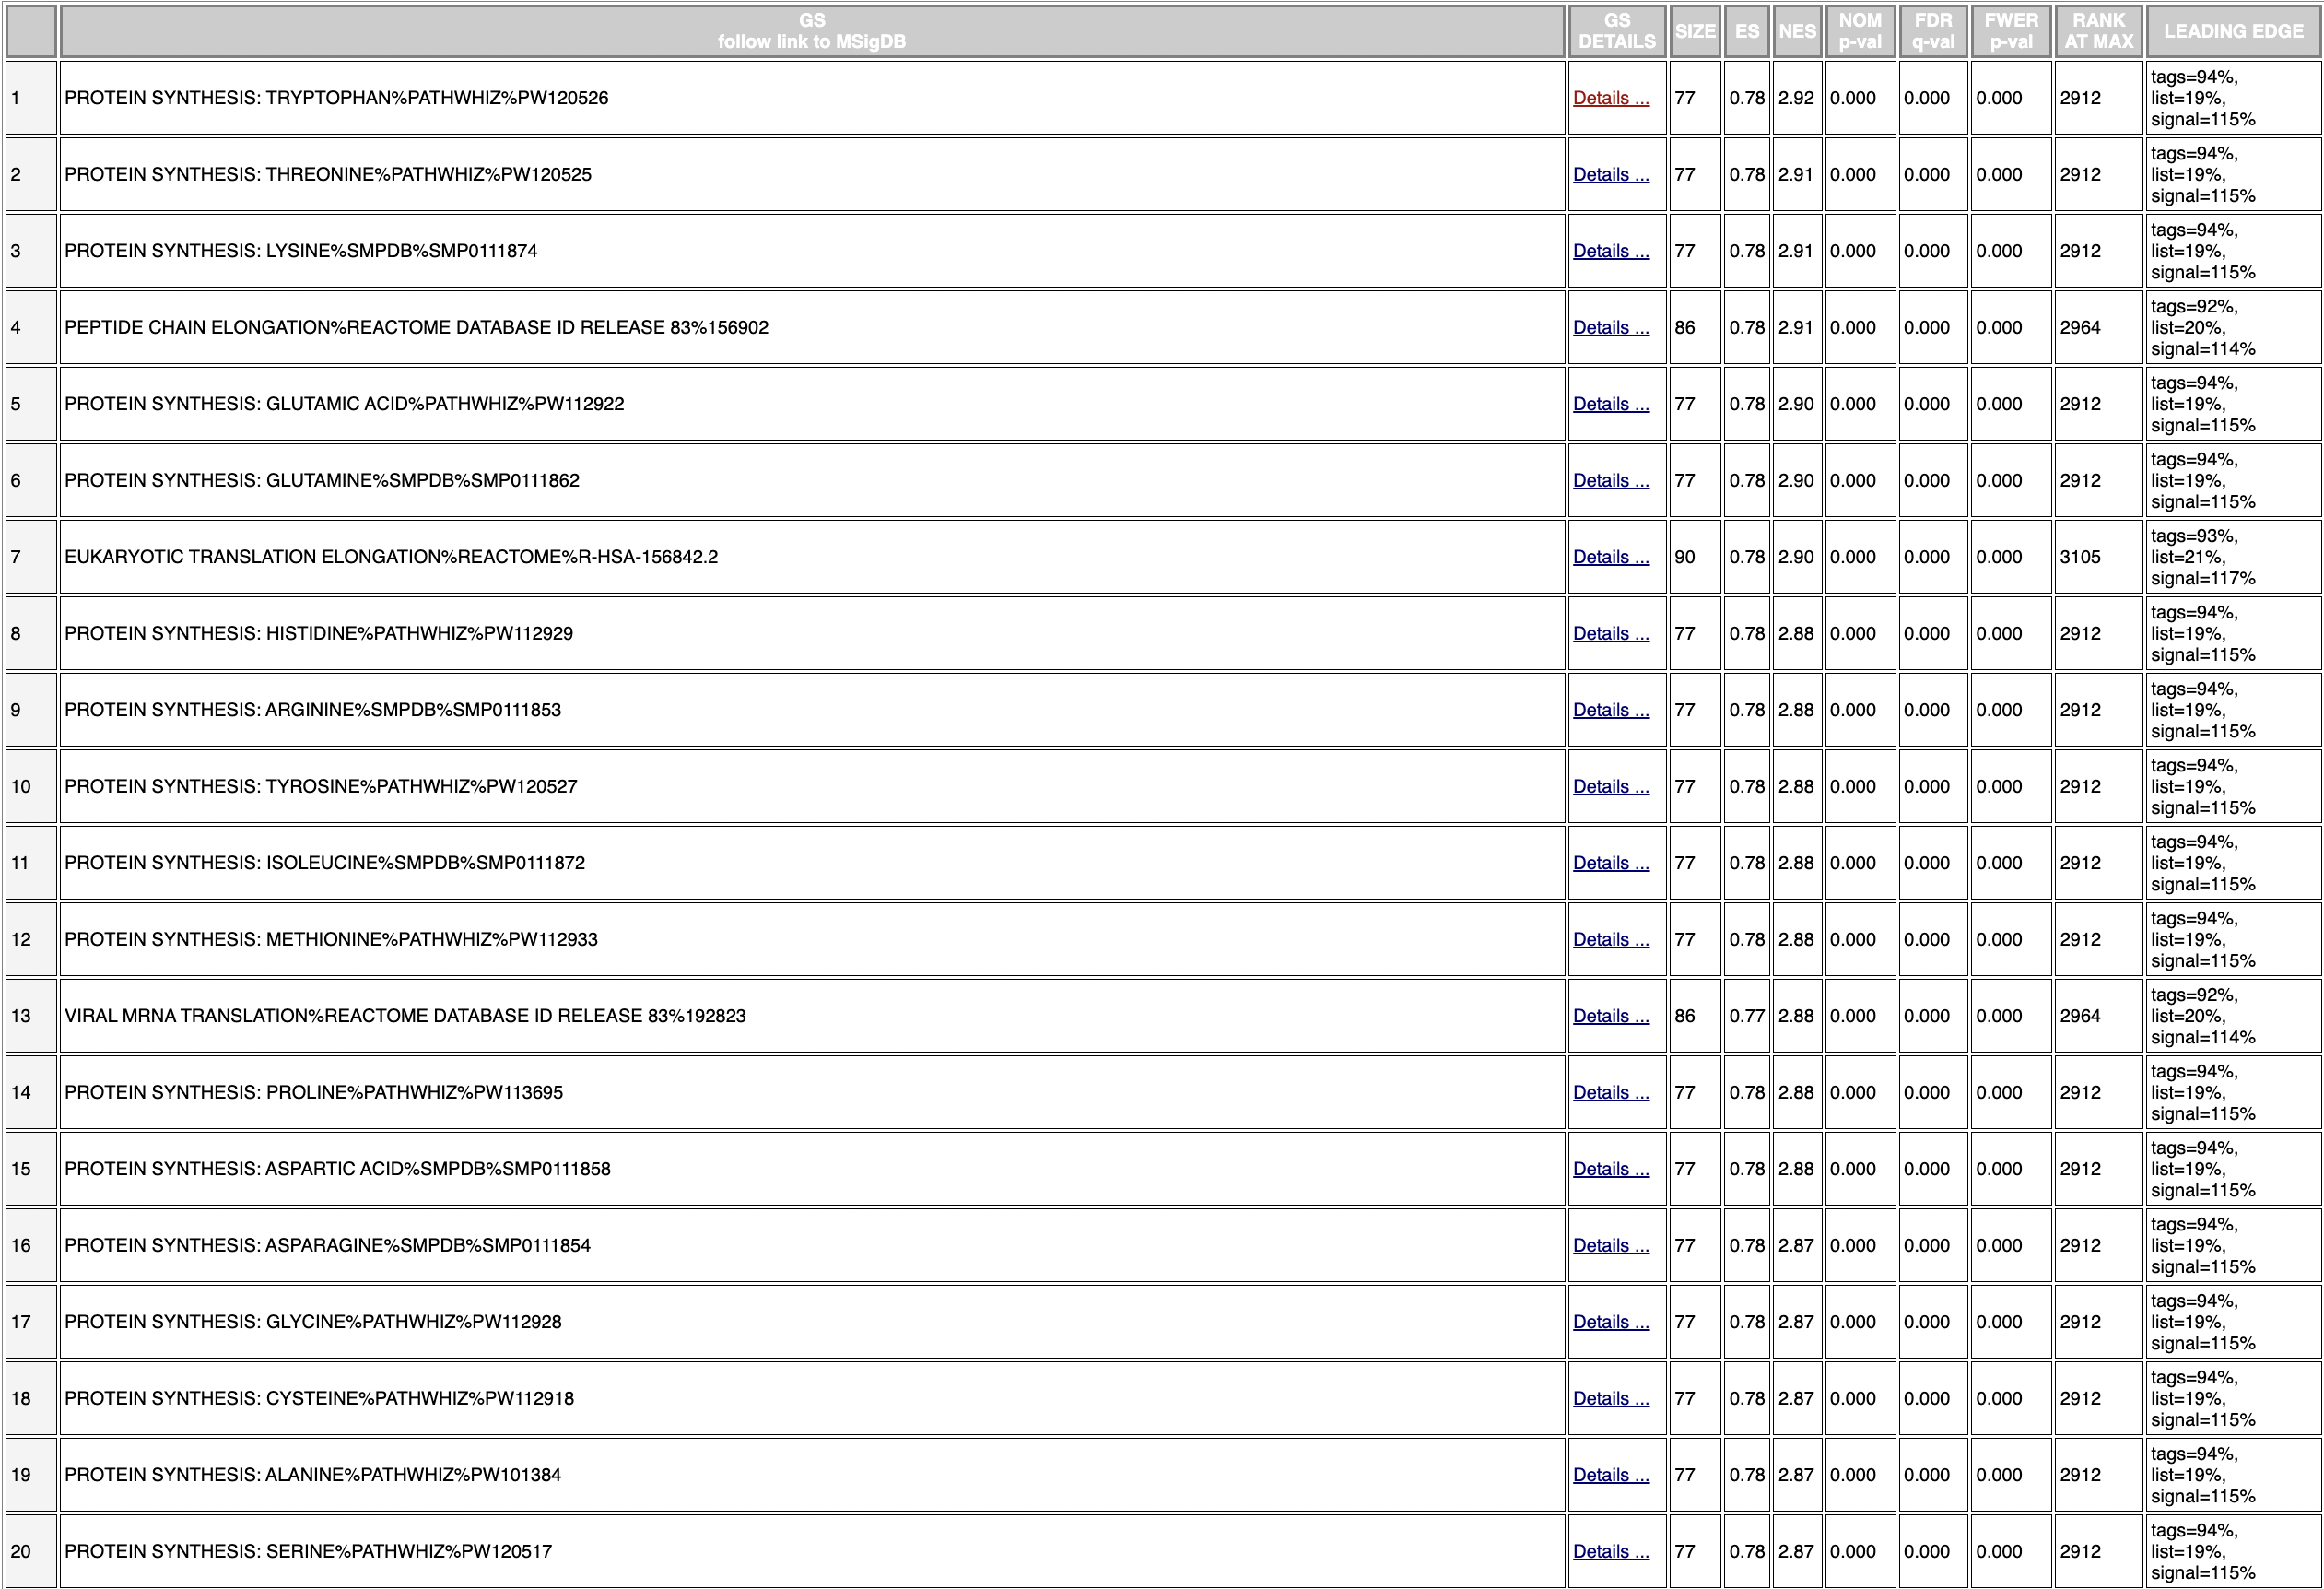 GS
follow link to MSigDB
GS
DETAILS
SIZE
ES
NES
NOM
p-val
FDR
q-val
FWER
p-val
RANK
AT MAX
LEADING EDGE
1 PROTEIN SYNTHESIS: TRYPTOPHAN%PATHWHIZ%PW120526 Details ... 77 0.78 2.92 0.000 0.000 0.000 2912 tags=94%,
list=19%,
signal=115%
2 PROTEIN SYNTHESIS: THREONINE%PATHWHIZ%PW120525 Details ... 77 0.78 2.91 0.000 0.000 0.000 2912 tags=94%,
list=19%,
signal=115%
3 PROTEIN SYNTHESIS: LYSINE%SMPDB%SMP0111874 Details ... 77 0.78 2.91 0.000 0.000 0.000 2912 tags=94%,
list=19%,
signal=115%
4 PEPTIDE CHAIN ELONGATION%REACTOME DATABASE ID RELEASE 83%156902 Details ... 86 0.78 2.91 0.000 0.000 0.000 2964 tags=92%,
list=20%,
signal=114%
5 PROTEIN SYNTHESIS: GLUTAMIC ACID%PATHWHIZ%PW112922 Details ... 77 0.78 2.90 0.000 0.000 0.000 2912 tags=94%,
list=19%,
signal=115%
6 PROTEIN SYNTHESIS: GLUTAMINE%SMPDB%SMP0111862 Details ... 77 0.78 2.90 0.000 0.000 0.000 2912 tags=94%,
list=19%,
signal=115%
7 EUKARYOTIC TRANSLATION ELONGATION%REACTOME%R-HSA-156842.2 Details ... 90 0.78 2.90 0.000 0.000 0.000 3105 tags=93%,
list=21%,
signal=117%
8 PROTEIN SYNTHESIS: HISTIDINE%PATHWHIZ%PW112929 Details ... 77 0.78 2.88 0.000 0.000 0.000 2912 tags=94%,
list=19%,
signal=115%
9 PROTEIN SYNTHESIS: ARGININE%SMPDB%SMP0111853 Details ... 77 0.78 2.88 0.000 0.000 0.000 2912 tags=94%,
list=19%,
signal=115%
10 PROTEIN SYNTHESIS: TYROSINE%PATHWHIZ%PW120527 Details ... 77 0.78 2.88 0.000 0.000 0.000 2912 tags=94%,
list=19%,
signal=115%
11 PROTEIN SYNTHESIS: ISOLEUCINE%SMPDB%SMP0111872 Details ... 77 0.78 2.88 0.000 0.000 0.000 2912 tags=94%,
list=19%,
signal=115%
12 PROTEIN SYNTHESIS: METHIONINE%PATHWHIZ%PW112933 Details ... 77 0.78 2.88 0.000 0.000 0.000 2912 tags=94%,
list=19%,
signal=115%
13 VIRAL MRNA TRANSLATION%REACTOME DATABASE ID RELEASE 83%192823 Details ... 86 0.77 2.88 0.000 0.000 0.000 2964 tags=92%,
list=20%,
signal=114%
14 PROTEIN SYNTHESIS: PROLINE%PATHWHIZ%PW113695 Details ... 77 0.78 2.88 0.000 0.000 0.000 2912 tags=94%,
list=19%,
signal=115%
15 PROTEIN SYNTHESIS: ASPARTIC ACID%SMPDB%SMP0111858 Details ... 77 0.78 2.88 0.000 0.000 0.000 2912 tags=94%,
list=19%,
signal=115%
16 PROTEIN SYNTHESIS: ASPARAGINE%SMPDB%SMP0111854 Details ... 77 0.78 2.87 0.000 0.000 0.000 2912 tags=94%,
list=19%,
signal=115%
17 PROTEIN SYNTHESIS: GLYCINE%PATHWHIZ%PW112928 Details ... 77 0.78 2.87 0.000 0.000 0.000 2912 tags=94%,
list=19%,
signal=115%
18 PROTEIN SYNTHESIS: CYSTEINE%PATHWHIZ%PW112918 Details ... 77 0.78 2.87 0.000 0.000 0.000 2912 tags=94%,
list=19%,
signal=115%
19 PROTEIN SYNTHESIS: ALANINE%PATHWHIZ%PW101384 Details ... 77 0.78 2.87 0.000 0.000 0.000 2912 tags=94%,
list=19%,
signal=115%
20 PROTEIN SYNTHESIS: SERINE%PATHWHIZ%PW120517 Details ... 77 0.78 2.87 0.000 0.000 0.000 2912 tags=94%,
list=19%,
signal=115%